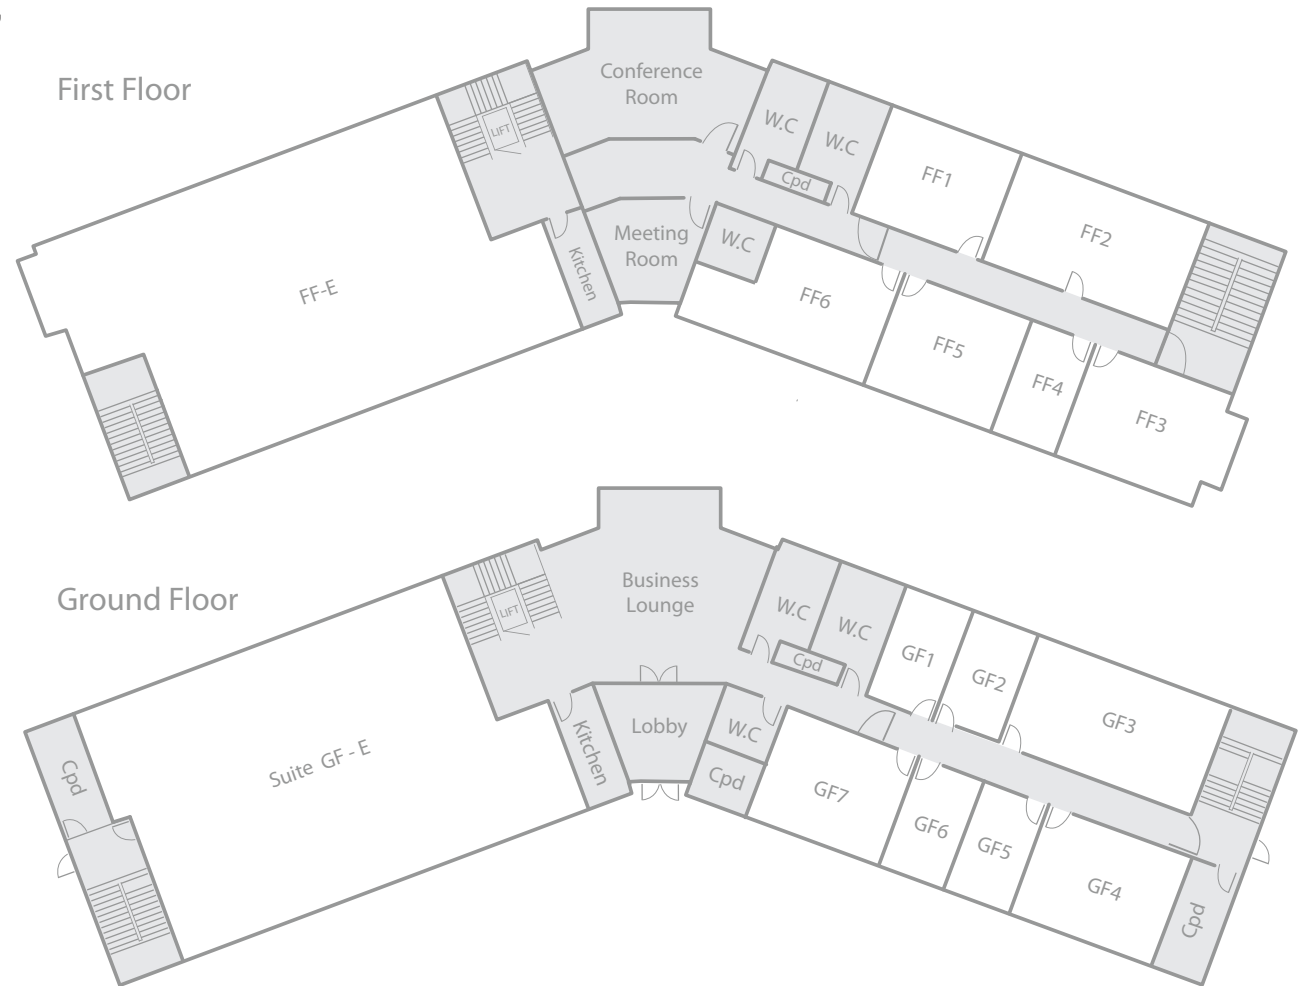 First Floor
Conference
Room
LIFT
W.C
W.C
Cpd
FF1
FF2
Meeting
Room
W.C
Kitchen
FF-E
FF6
FF5
FF4
FF3
Ground Floor
Business
Lounge
LIFT
W.C
W.C
Cpd
GF1
GF2
GF3
Lobby
W.C
Kitchen
Cpd
Suite GF - E
Cpd
GF7
GF6
GF5
GF4
Cpd